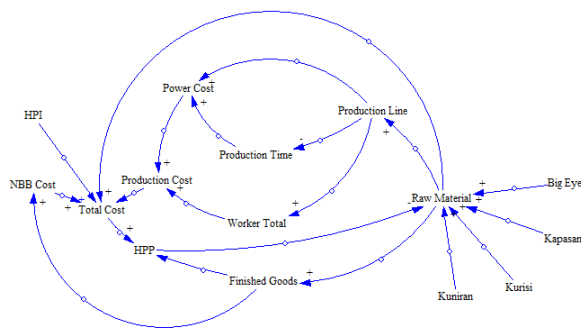 Power Cost
HPI
Production Line
Production Time
NBB Cost
Production Cost
Big Eye
Total Cost
Raw Material
Worker Total
HPP
Kapasan
Finished Goods
Kurisi
Kuniran